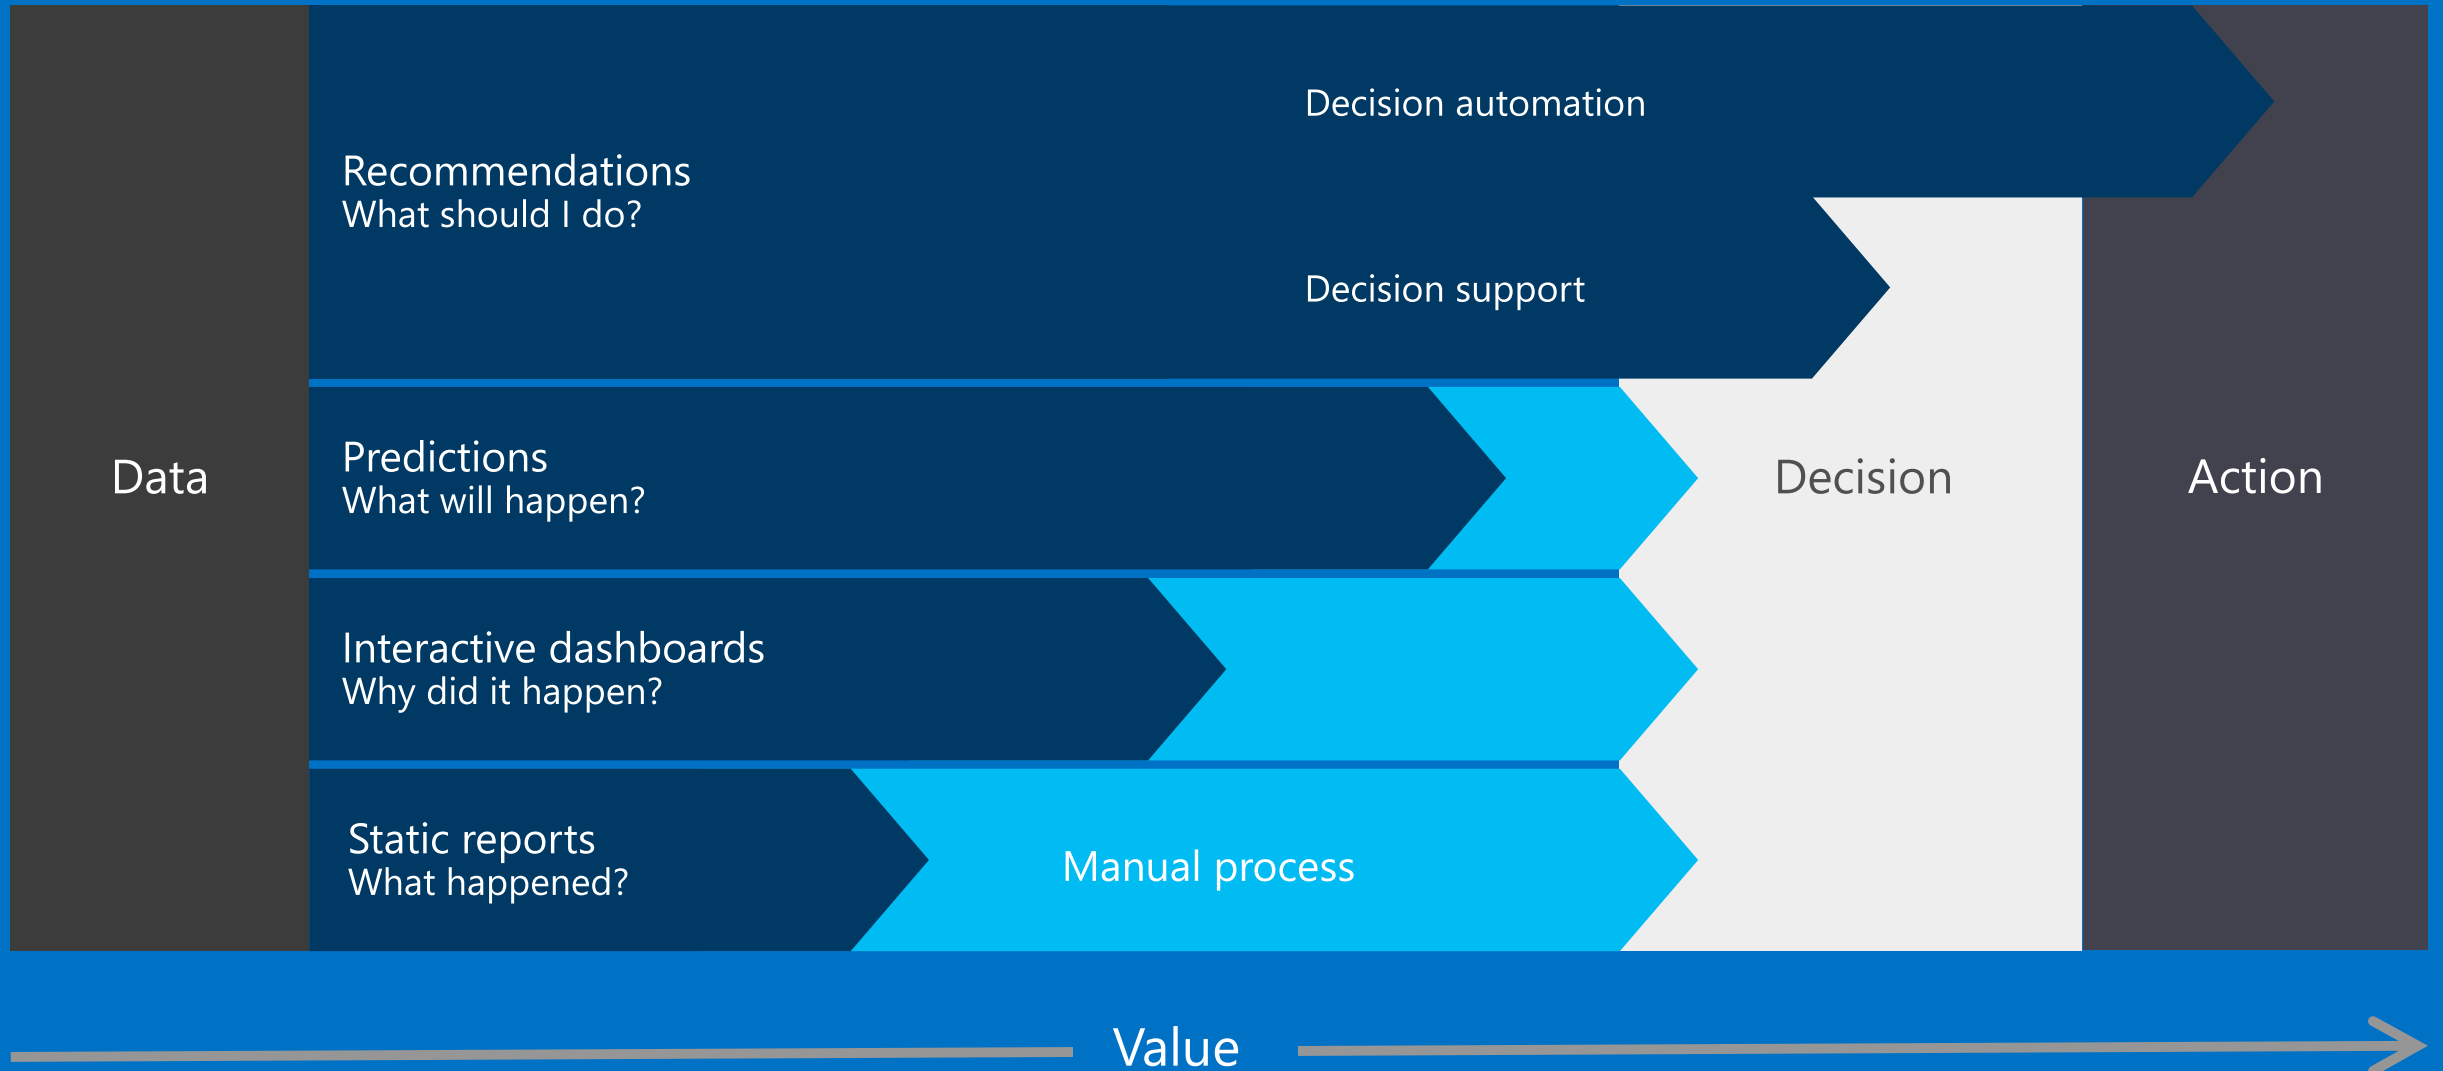 Data
Recommendations
What should I do?
Decision automation
Decision support
Predictions
What will happen?
Interactive dashboards
Why did it happen?
Static reports
What happened?
Manual process
Decision
Action
Value